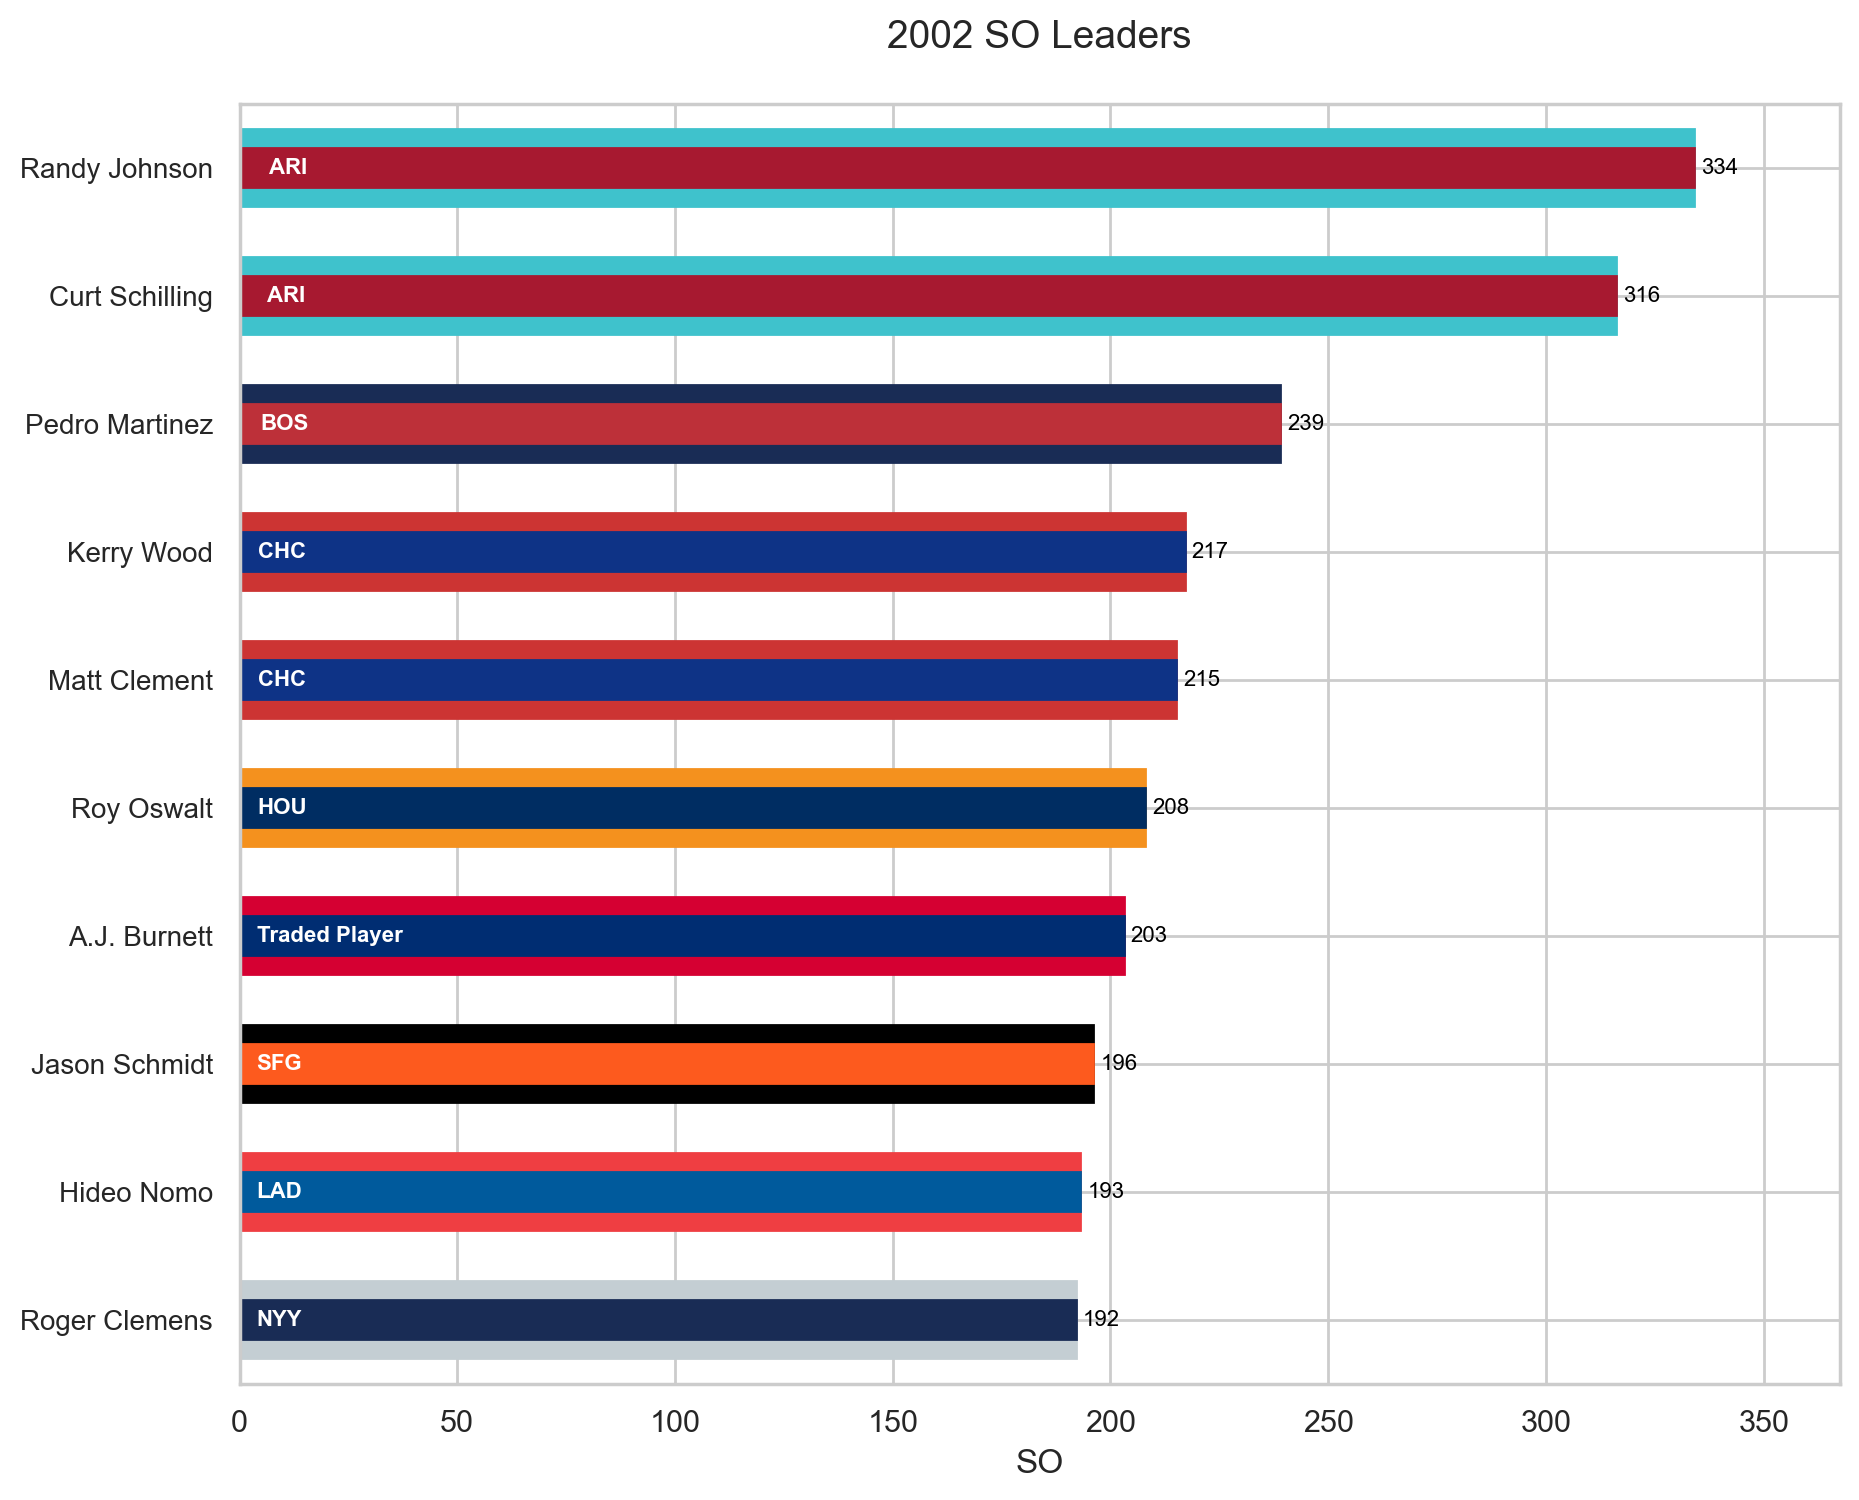 2002 SO Leaders
Randy Johnson ARI 334
Curt Schilling ARI 316
Pedro Martinez BOS 239
Kerry Wood CHC 217
Matt Clement CHC 215
Roy Oswalt HOU 208
A.J. Burnett Traded Player 203
Jason Schmidt SFG 196
Hideo Nomo LAD 193
Roger Clemens NYY 192
0 50 100 150 200 250 300 350
SO